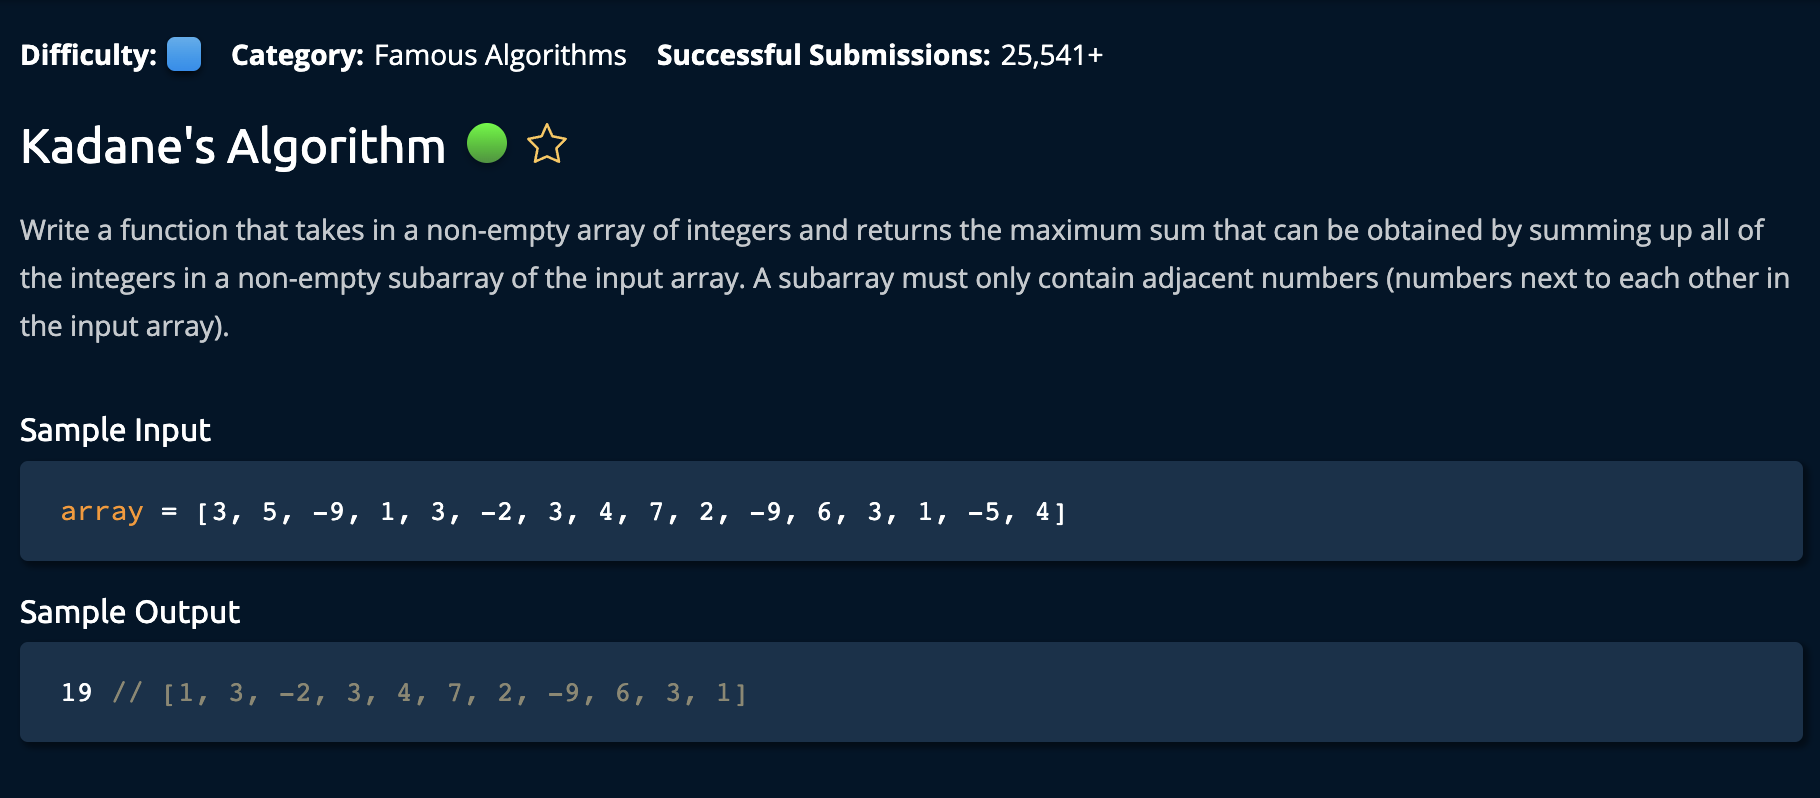 Difficulty: Category: Famous Algorithms Successful Submissions: 25,541+
Kadane's Algorithm
Write a function that takes in a non-empty array of integers and returns the maximum sum that can be obtained by summing up all of
the integers in a non-empty subarray of the input array. A subarray must only contain adjacent numbers (numbers next to each other in
the input array).
Sample Input
array = [3, 5, -9, 1, 3, -2, 3, 4, 7, 2, -9, 6, 3, 1, -5, 4]
Sample Output
19 // [1, 3, -2, 3, 4, 7, 2, -9, 6, 3, 1]